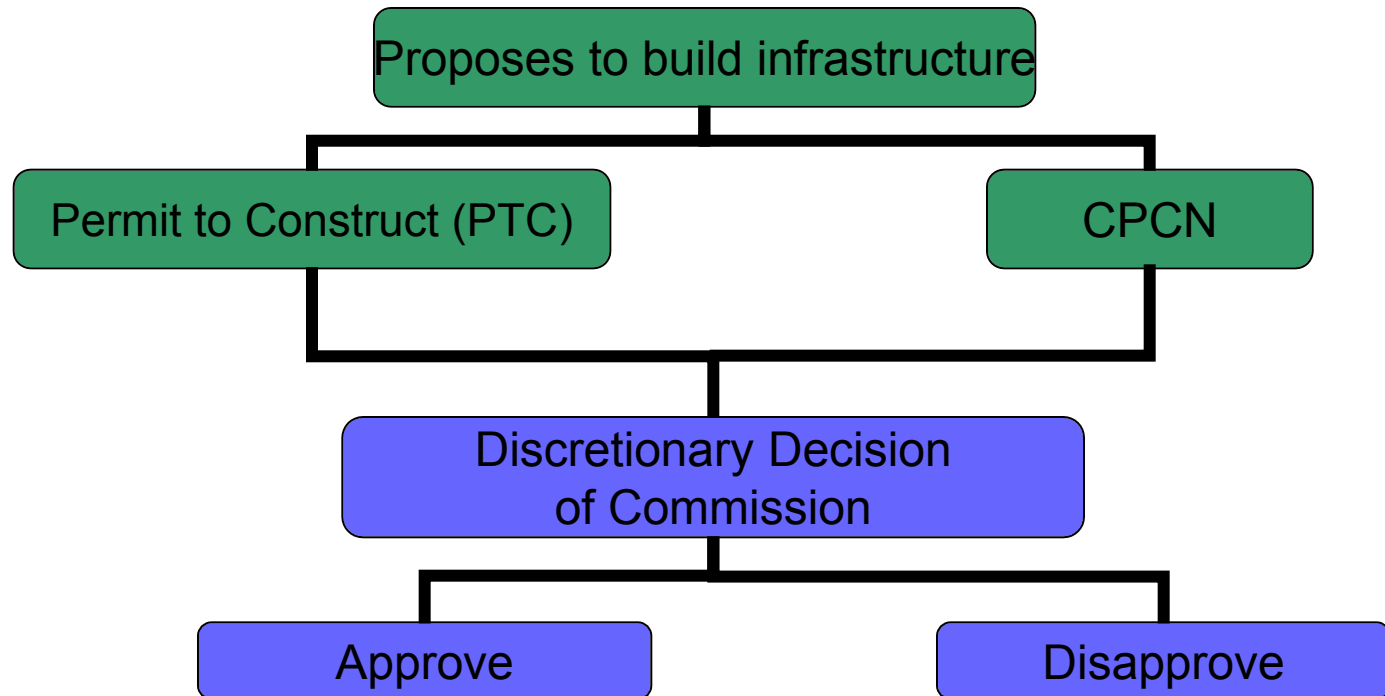 Proposes to build infrastructure
Permit to Construct (PTC)
CPCN
Discretionary Decision
of Commission
Approve
Disapprove